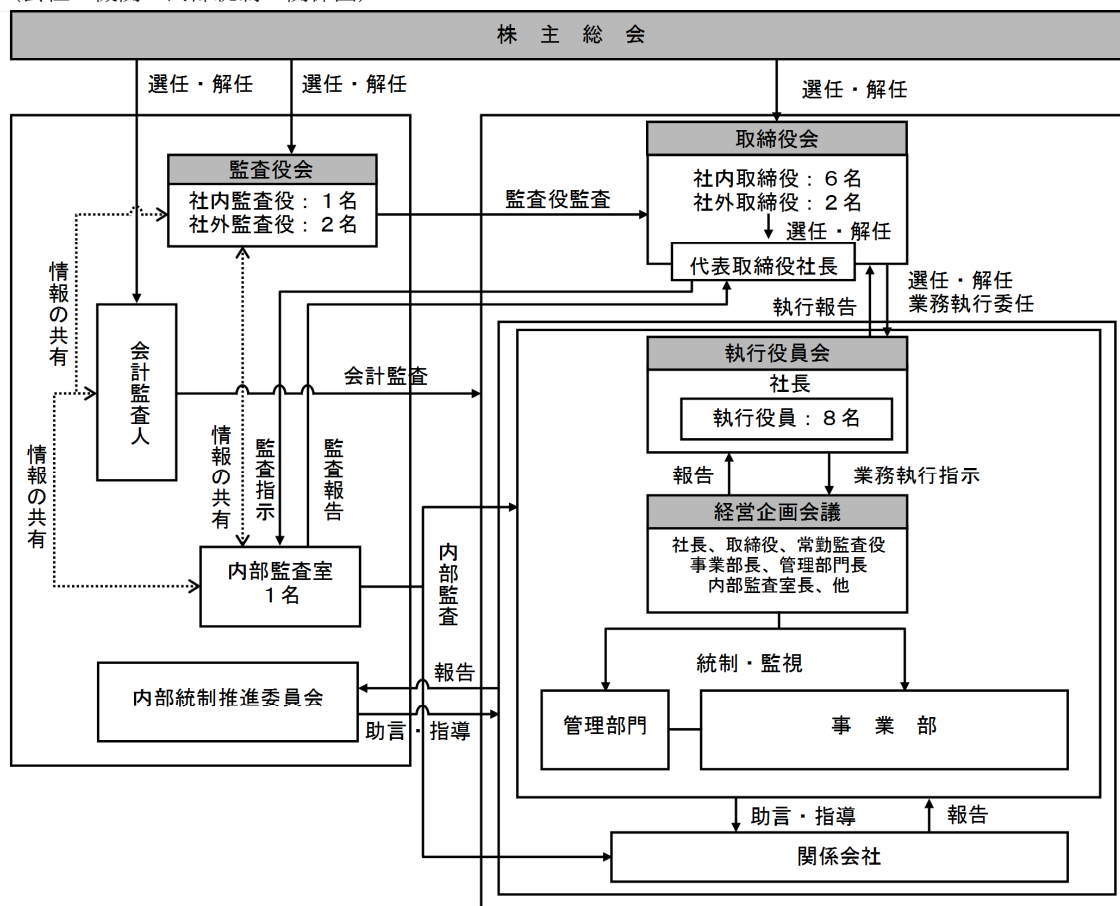 株主総会
選任・解任
選任・解任
選任・解任
監査役会
社内監査役：１名
社外監査役：２名
監査役監査
取締役会
社内取締役：６名
社外取締役：２名
選任・解任
代表取締役社長
情報の共有
執行報告
選任・解任
業務執行委任
会計監査人
会計監査
執行役員会
社長
執行役員：８名
情報の共有
情報の共有
監査指示
監査報告
報告
業務執行指示
経営企画会議
社長、取締役、常勤監査役
事業部長、管理部門長
内部監査室長、他
内部監査室
１名
内部監査
統制・監視
内部統制推進委員会
報告
助言・指導
管理部門
事業部
助言・指導
報告
関係会社